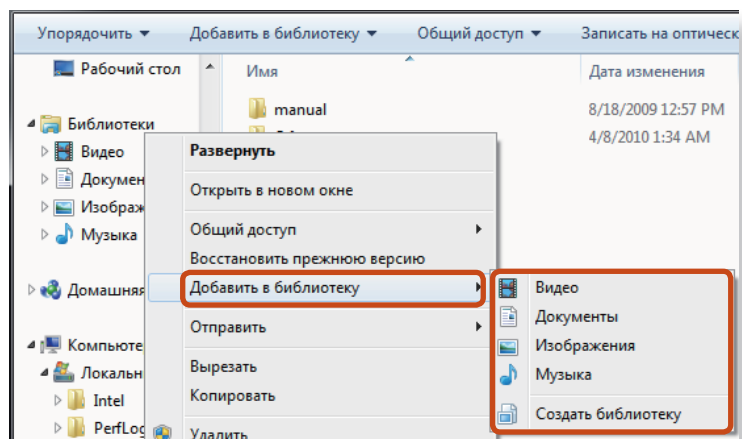 Упорядочить Добавить в библиотеку Общий доступ Записать на оптическ
Рабочий стол
Имя Дата изменения
manual 8/18/2009 12:57 PM
4/8/2010 1:34 AM
Библиотеки
Видео
Докумен
Изображ
Музыка
Домашняя
Компьюте
Локальн
Intel
PerfLog
Развернуть
Открыть в новом окне
Общий доступ
Восстановить прежнюю версию
Добавить в библиотеку
Отправить
Вырезать
Копировать
Удалить
Видео
Документы
Изображения
Музыка
Создать библиотеку